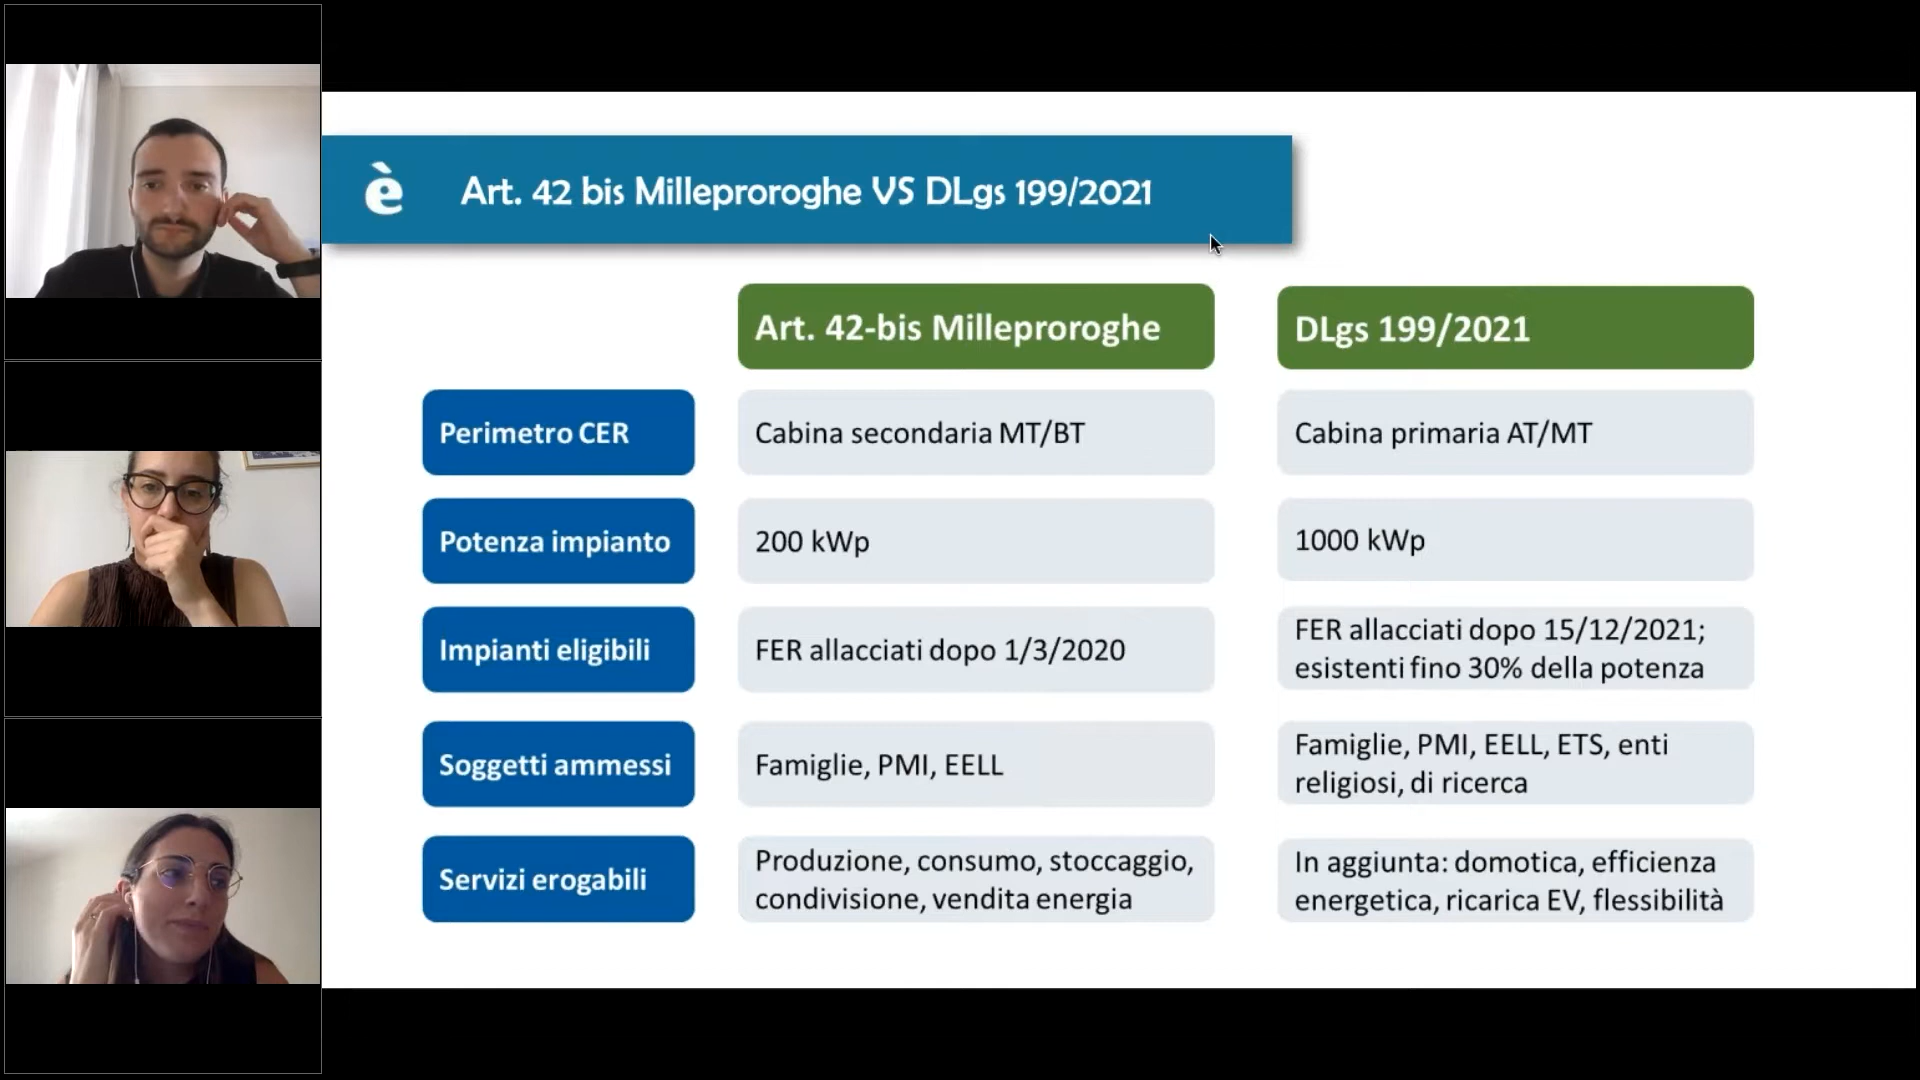 è
Art. 42 bis Milleproroghe VS DLgs 199/2021
Art. 42-bis Milleproroghe
DLgs 199/2021
Perimetro CER
Cabina secondaria MT/BT
Cabina primaria AT/MT
Potenza impianto
200 kWp
1000 kWp
Impianti eligibili
FER allacciati dopo 1/3/2020
FER allacciati dopo 15/12/2021;
esistenti fino 30% della potenza
Soggetti ammessi
Famiglie, PMI, EELL
Famiglie, PMI, EELL, ETS, enti
religiosi, di ricerca
Servizi erogabili
Produzione, consumo, stoccaggio,
condivisione, vendita energia
In aggiunta: domotica, efficienza
energetica, ricarica EV, flessibilità